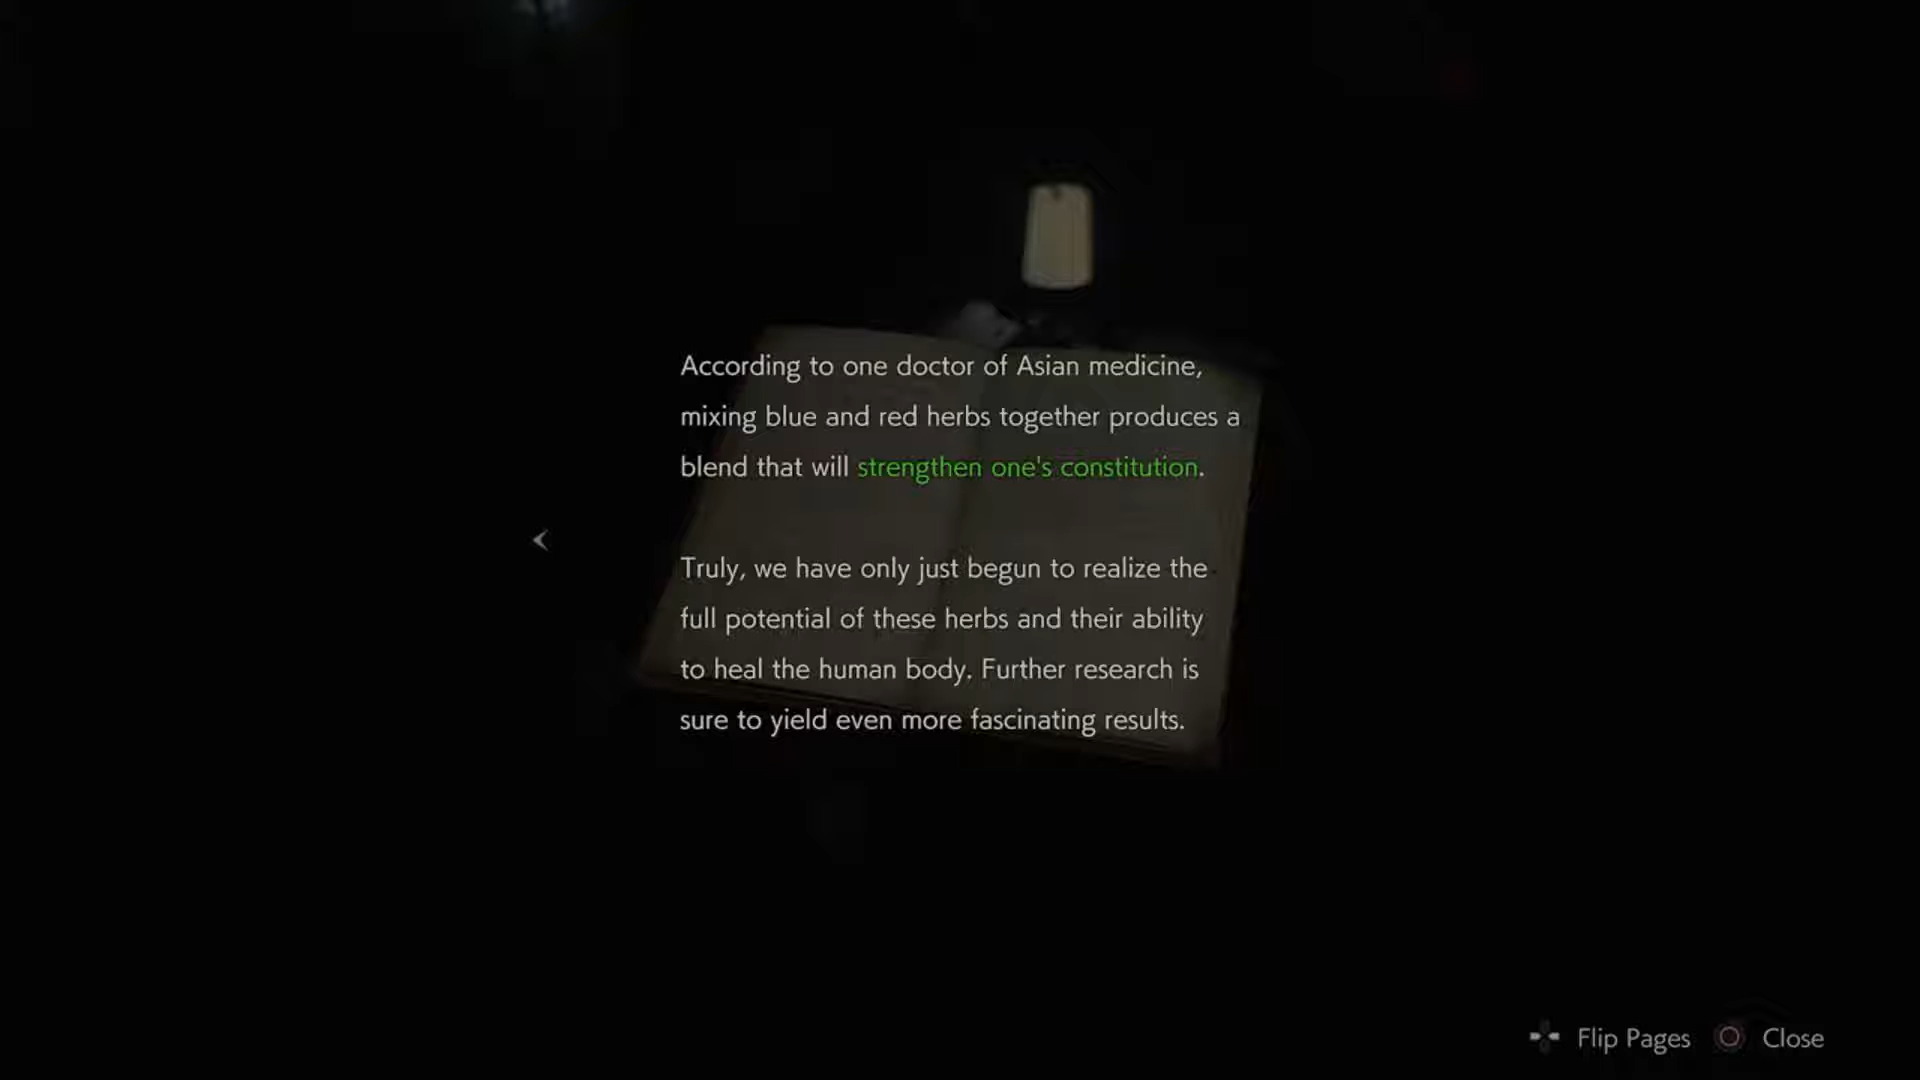 According to one doctor of Asian medicine,
mixing blue and red herbs together produces a
blend that will strengthen one's constitution.
Truly, we have only just begun to realize the
full potential of these herbs and their ability
to heal the human body. Further research is
sure to yield even more fascinating results.
Flip Pages Close